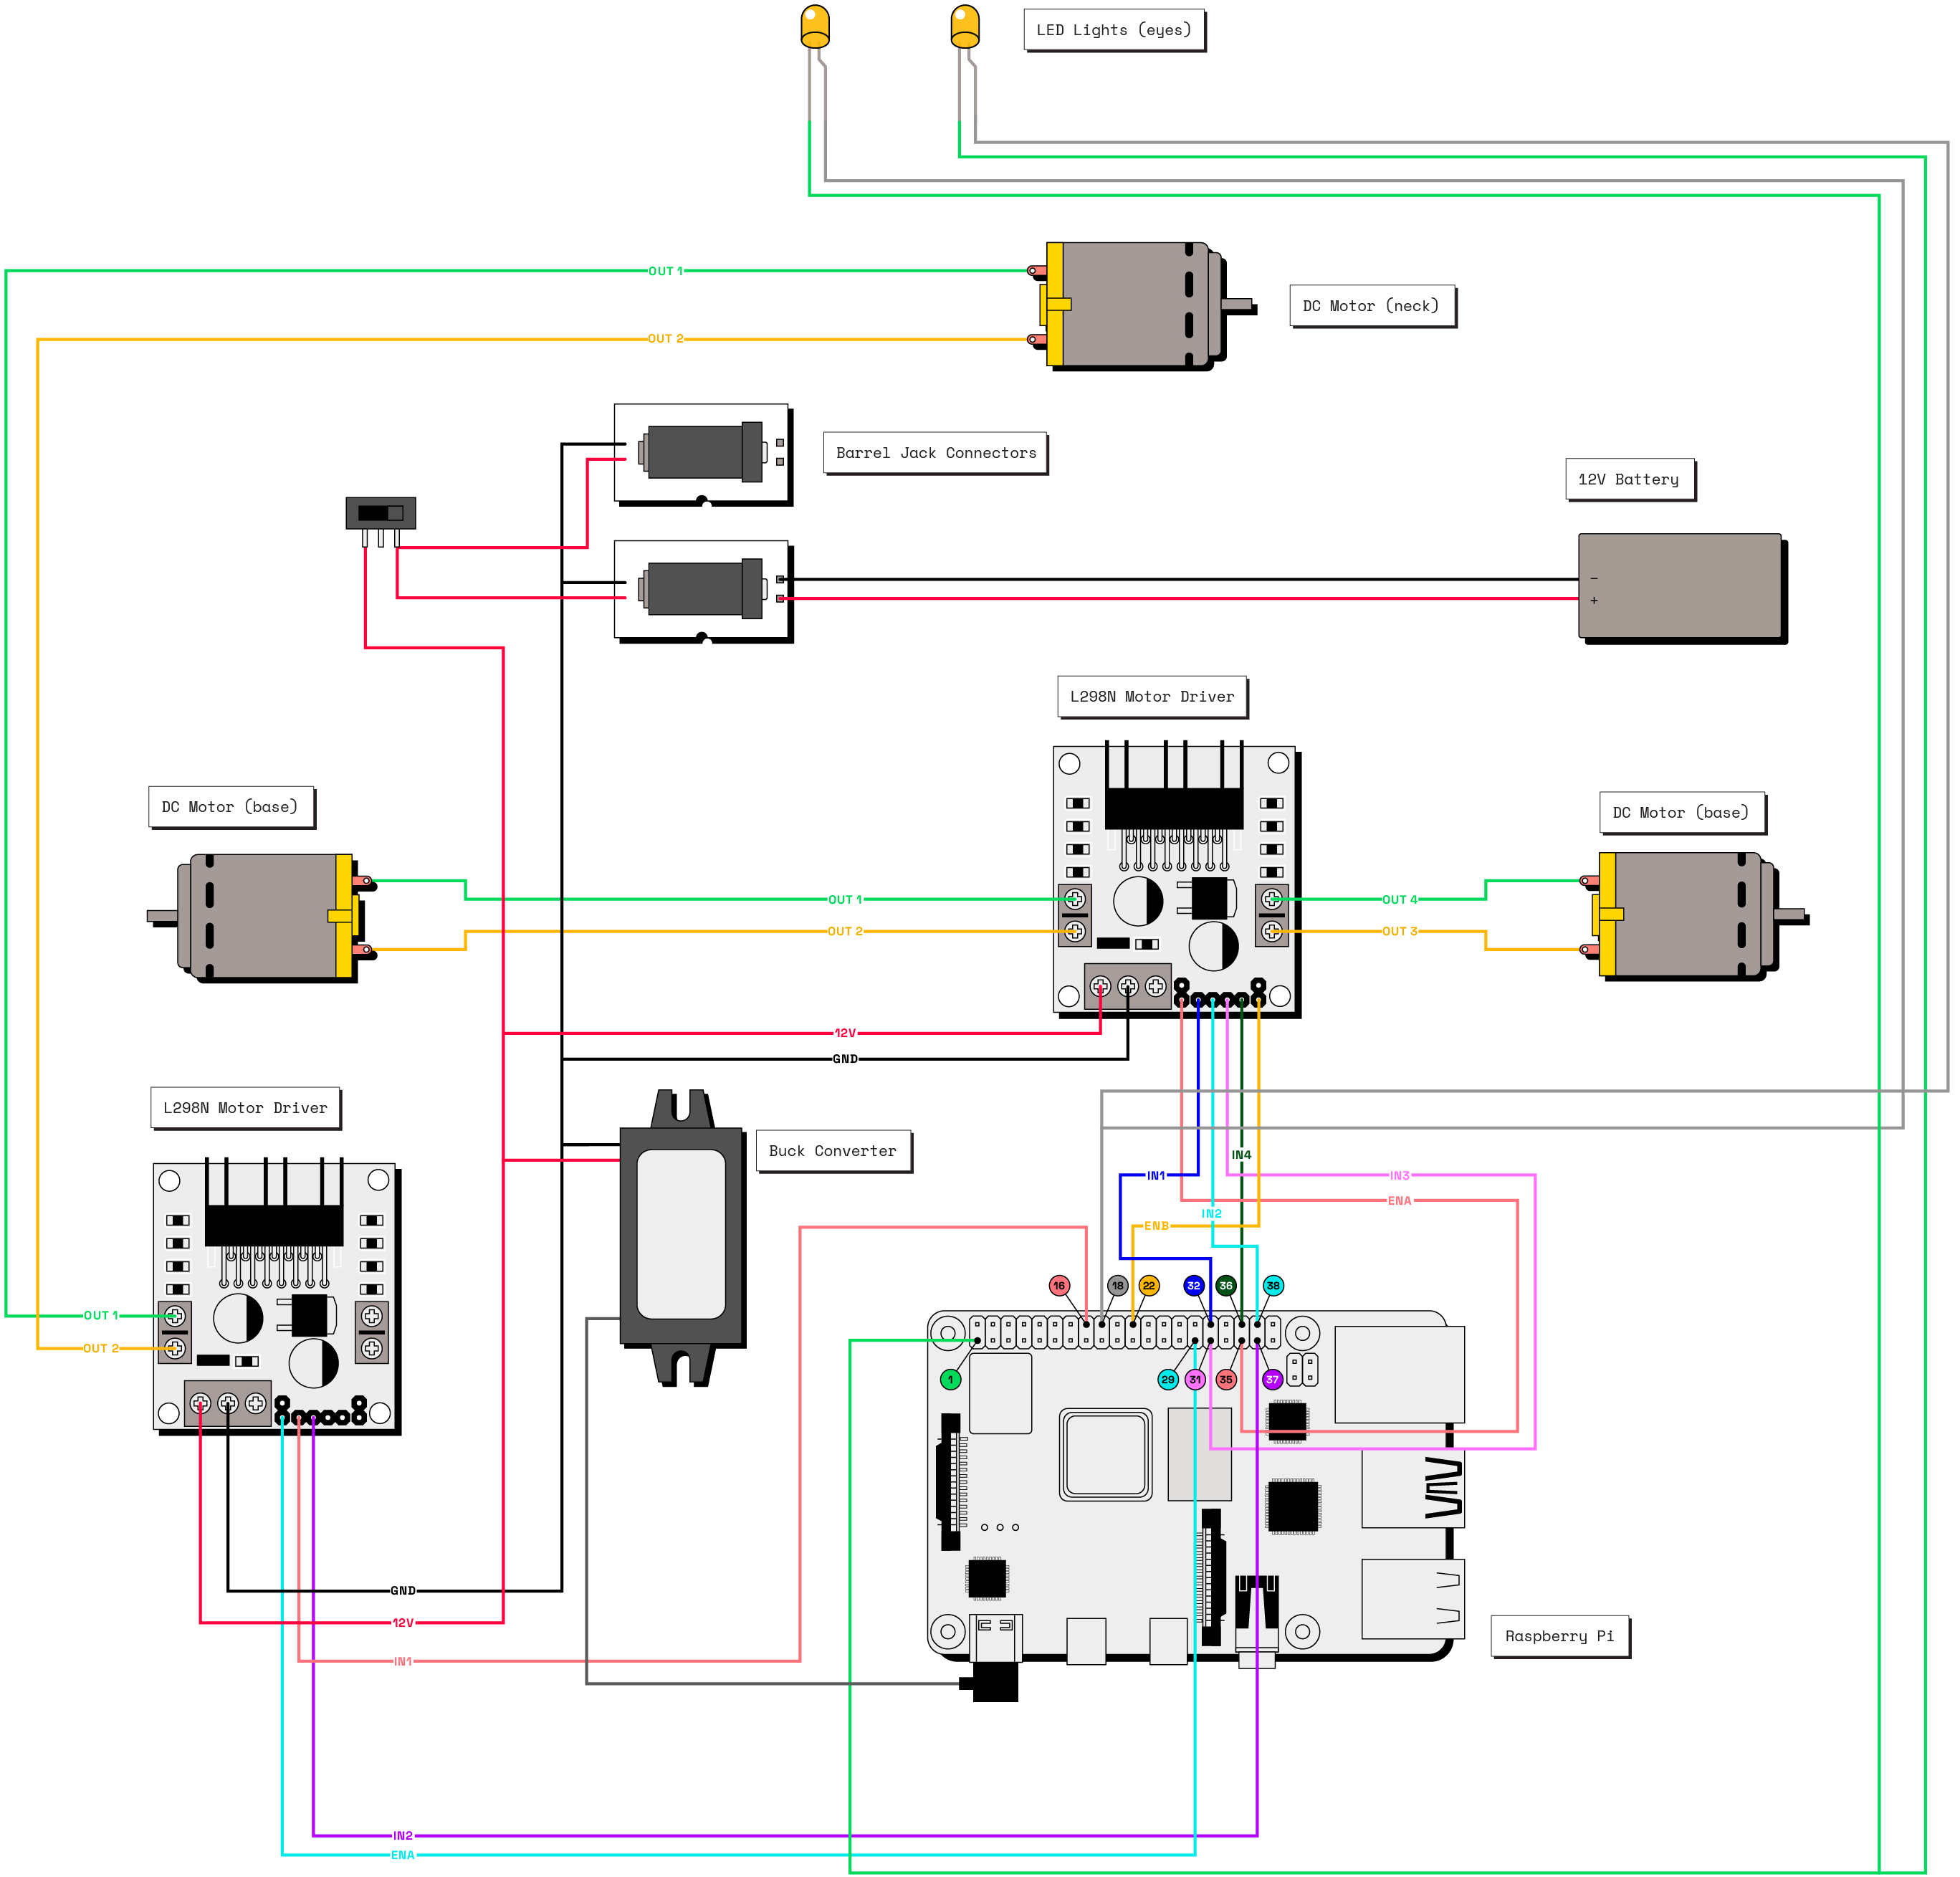 LED Lights (eyes)
OUT 1
DC Motor (neck)
OUT 2
Barrel Jack Connectors
12V Battery
−
+
L298N Motor Driver
DC Motor (base)
DC Motor (base)
OUT 1
OUT 4
OUT 2
OUT 3
12V
GND
L298N Motor Driver
Buck Converter
IN4
IN1
IN3
ENA
IN2
ENB
16
18
22
32
36
38
OUT 1
OUT 2
1
29
31
35
37
GND
12V
Raspberry Pi
IN1
IN2
ENA